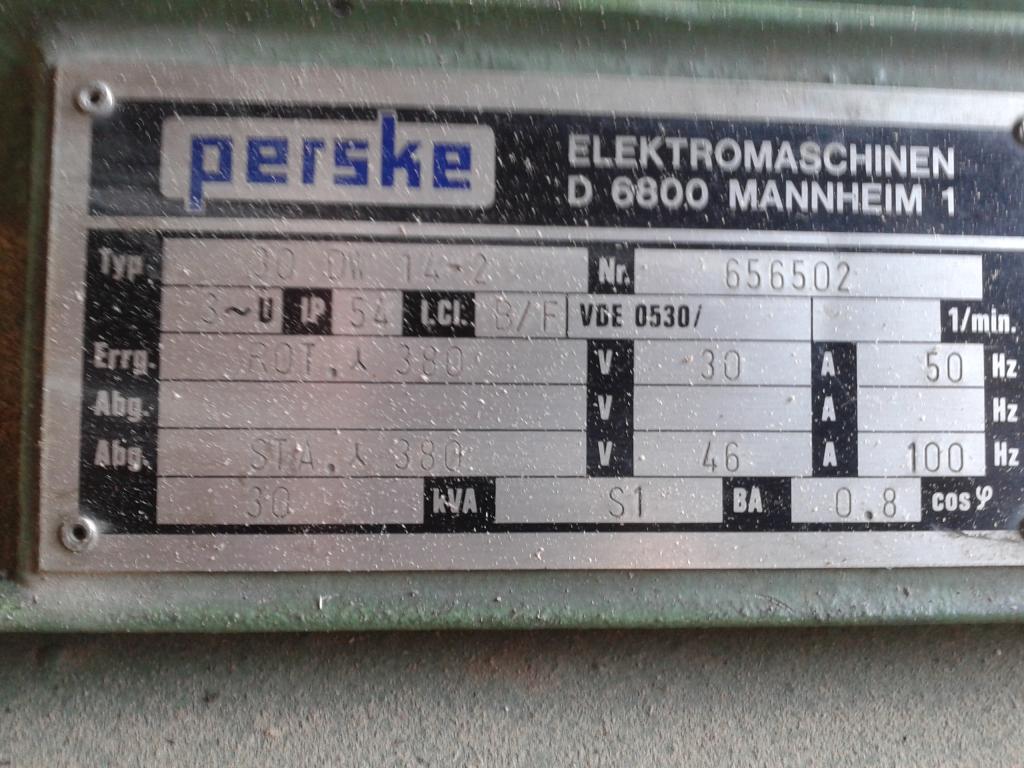 perske
ELEKTROMASCHINEN
D 6800 MANNHEIM 1
Typ. 30 DW 14-2 Nr. 656502
3~U IP 54 I.Cl. B/F VDE 0530/ 1/min.
Errg. ROT. 380 V 30 A 50 Hz
Abg. V A Hz
Abg. STA. 380 V 46 A 100 Hz
30 kVA S1 BA 0.8 cos φ